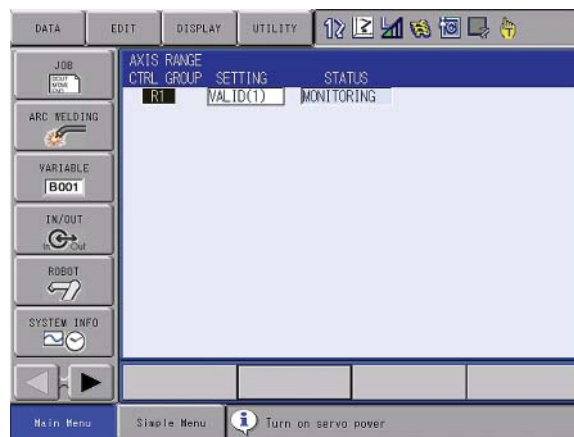 DATA EDIT DISPLAY UTILITY
JOB
ARC WELDING
VARIABLE
B001
IN/OUT
In Out
ROBOT
SYSTEM INFO
AXIS RANGE
CTRL GROUP SETTING STATUS
R1 VALID(1) MONITORING
Main Menu Simple Menu Turn on servo power